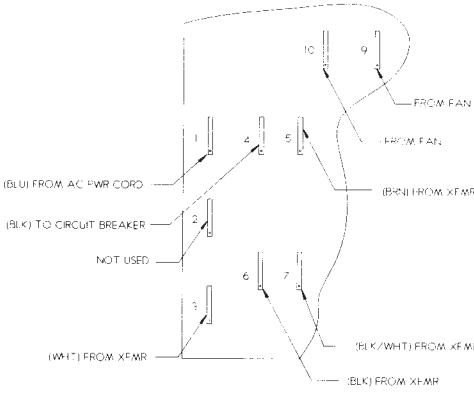 10
9
FROM FAN
FROM FAN
1
4
5
(BLU) FROM AC PWR CORD
(BRN) FROM XFMR
(BLK) TO CIRCUIT BREAKER
2
NOT USED
6
7
3
(WHT) FROM XFMR
(BLK/WHT) FROM XFM
(BLK) FROM XFMR